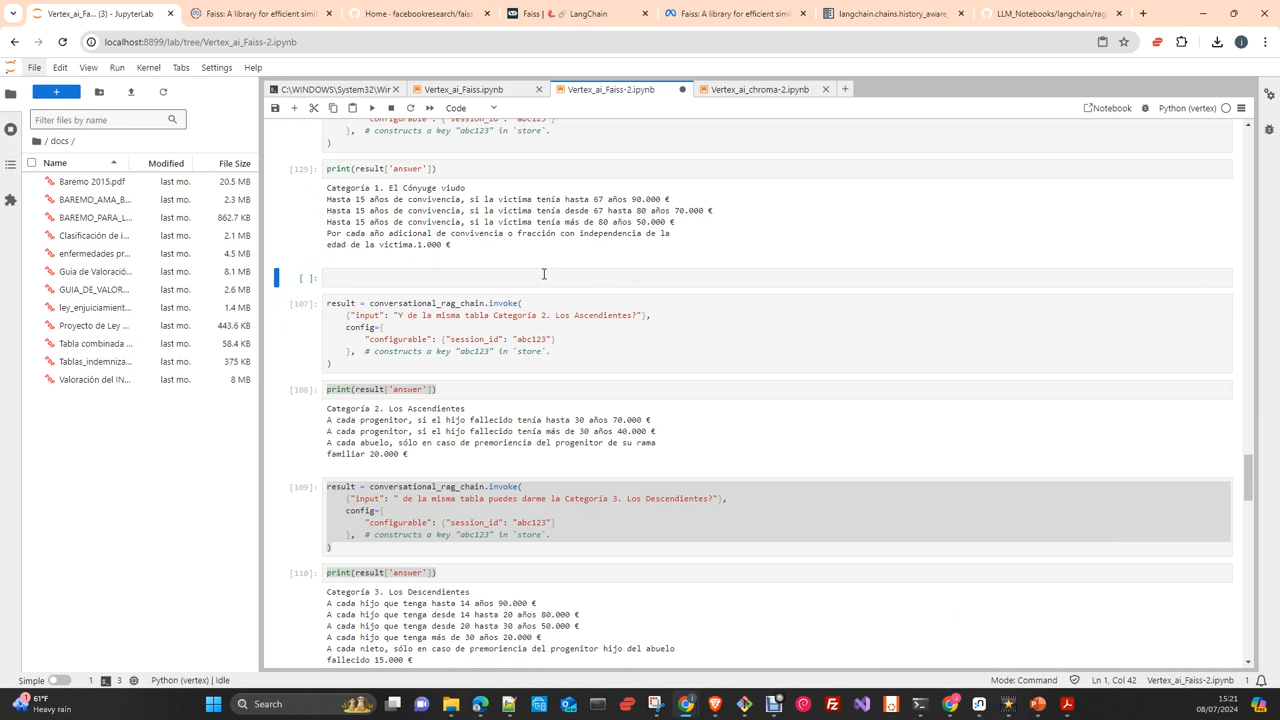 Vertex_ai_Fa... (3) - JupyterLab
Faiss: A library for efficient simil
Home · facebookresearch/faiss
Faiss | 🦜️🔗 LangChain
Faiss: A library for efficient simil
langchain.chains.history_aware_
LLM_Notebooks/langchain/rag
localhost:8899/lab/tree/Vertex_ai_Faiss-2.ipynb
File Edit View Run Kernel Tabs Settings Help
C:\WINDOWS\System32\Wir
Vertex_ai_Faiss.ipynb
Vertex_ai_Faiss-2.ipynb
Vertex_ai_chroma-2.ipynb
Code
Notebook
Python (vertex)
Filter files by name
/ docs /
Name Modified File Size
Baremo 2015.pdf last mo. 20.5 MB
BAREMO_AMA_B... last mo. 2.3 MB
BAREMO_PARA_L... last mo. 862.7 KB
Clasificación de i... last mo. 2.1 MB
enfermedades pr... last mo. 4.5 MB
Guia de Valoració... last mo. 8.1 MB
GUIA_DE_VALOR... last mo. 289.1 MB
ley_enjuiciamient... last mo. 1.4 MB
Proyecto de Ley ... last mo. 443.6 KB
Tabla combinada ... last mo. 58.4 KB
Tablas_indemniza... last mo. 375 KB
Valoración del IN... last mo. 8 MB
"configurable": {"session_id": "abc123"}
}, # constructs a key "abc123" in `store`.
)
[129]: print(result['answer'])
Categoría 1. El Cónyuge viudo
Hasta 15 años de convivencia, si la victima tenía hasta 67 años 90.000 €
Hasta 15 años de convivencia, si la victima tenía desde 67 hasta 80 años 70.000 €
Hasta 15 años de convivencia, si la victima tenía más de 80 años 50.000 €
Por cada año adicional de convivencia o fracción con independencia de la
edad de la victima.1.000 €
[ ]:
[107]: result = conversational_rag_chain.invoke(
{"input": "Y de la misma tabla Categoría 2. Los Ascendientes?"},
config={
"configurable": {"session_id": "abc123"}
}, # constructs a key "abc123" in `store`.
)
[108]: print(result['answer'])
Categoría 2. Los Ascendientes
A cada progenitor, si el hijo fallecido tenía hasta 30 años 70.000 €
A cada progenitor, si el hijo fallecido tenía más de 30 años 40.000 €
A cada abuelo, sólo en caso de premoriencia del progenitor de su rama
familiar 20.000 €
[109]: result = conversational_rag_chain.invoke(
{"input": " de la misma tabla puedes darme la Categoría 3. Los Descendientes?"},
config={
"configurable": {"session_id": "abc123"}
}, # constructs a key "abc123" in `store`.
)
[110]: print(result['answer'])
Categoría 3. Los Descendientes
A cada hijo que tenga hasta 14 años 90.000 €
A cada hijo que tenga desde 14 hasta 20 años 80.000 €
A cada hijo que tenga desde 20 hasta 30 años 50.000 €
A cada hijo que tenga más de 30 años 20.000 €
A cada nieto, sólo en caso de premoriencia del progenitor hijo del abuelo
fallecido 15.000 €
Simple 1 3 Python (vertex) | Idle
Mode: Command Ln 1, Col 42 Vertex_ai_Faiss-2.ipynb 1
61°F
Heavy rain
Search
15:21
08/07/2024